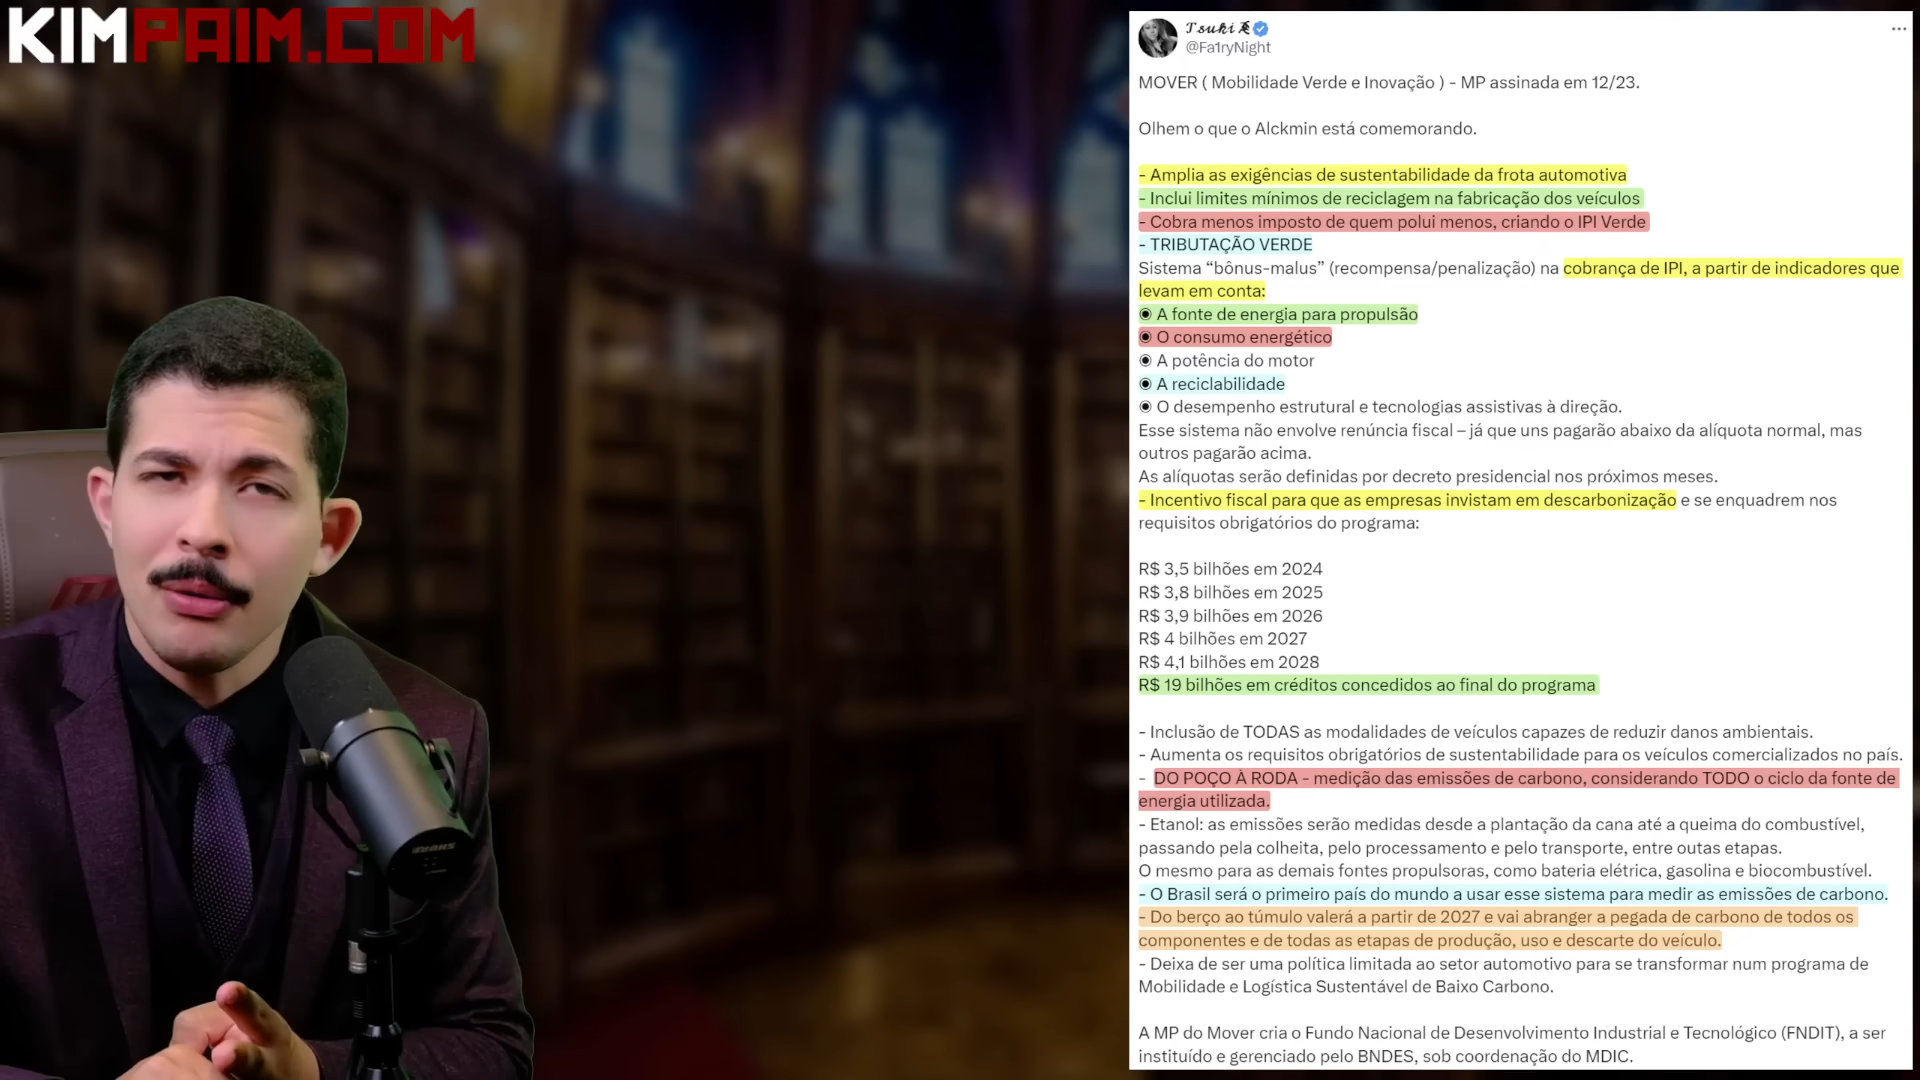 KIMPAIM.COM
Tsuki
@Fa1ryNight
MOVER ( Mobilidade Verde e Inovação ) - MP assinada em 12/23.
Olhem o que o Alckmin está comemorando.
- Amplia as exigências de sustentabilidade da frota automotiva
- Inclui limites mínimos de reciclagem na fabricação dos veículos
- Cobra menos imposto de quem polui menos, criando o IPI Verde
- TRIBUTAÇÃO VERDE
Sistema “bônus-malus” (recompensa/penalização) na cobrança de IPI, a partir de indicadores que
levam em conta:
◉ A fonte de energia para propulsão
◉ O consumo energético
◉ A potência do motor
◉ A reciclabilidade
◉ O desempenho estrutural e tecnologias assistivas à direção.
Esse sistema não envolve renúncia fiscal – já que uns pagarão abaixo da alíquota normal, mas
outros pagarão acima.
As alíquotas serão definidas por decreto presidencial nos próximos meses.
- Incentivo fiscal para que as empresas invistam em descarbonização e se enquadrem nos
requisitos obrigatórios do programa:
R$ 3,5 bilhões em 2024
R$ 3,8 bilhões em 2025
R$ 3,9 bilhões em 2026
R$ 4 bilhões em 2027
R$ 4,1 bilhões em 2028
R$ 19 bilhões em créditos concedidos ao final do programa
- Inclusão de TODAS as modalidades de veículos capazes de reduzir danos ambientais.
- Aumenta os requisitos obrigatórios de sustentabilidade para os veículos comercializados no país.
- DO POÇO À RODA - medição das emissões de carbono, considerando TODO o ciclo da fonte de
energia utilizada.
- Etanol: as emissões serão medidas desde a plantação da cana até a queima do combustível,
passando pela colheita, pelo processamento e pelo transporte, entre outas etapas.
O mesmo para as demais fontes propulsoras, como bateria elétrica, gasolina e biocombustível.
- O Brasil será o primeiro país do mundo a usar esse sistema para medir as emissões de carbono.
- Do berço ao túmulo valerá a partir de 2027 e vai abranger a pegada de carbono de todos os
componentes e de todas as etapas de produção, uso e descarte do veículo.
- Deixa de ser uma política limitada ao setor automotivo para se transformar num programa de
Mobilidade e Logística Sustentável de Baixo Carbono.
A MP do Mover cria o Fundo Nacional de Desenvolvimento Industrial e Tecnológico (FNDIT), a ser
instituído e gerenciado pelo BNDES, sob coordenação do MDIC.
SHURE